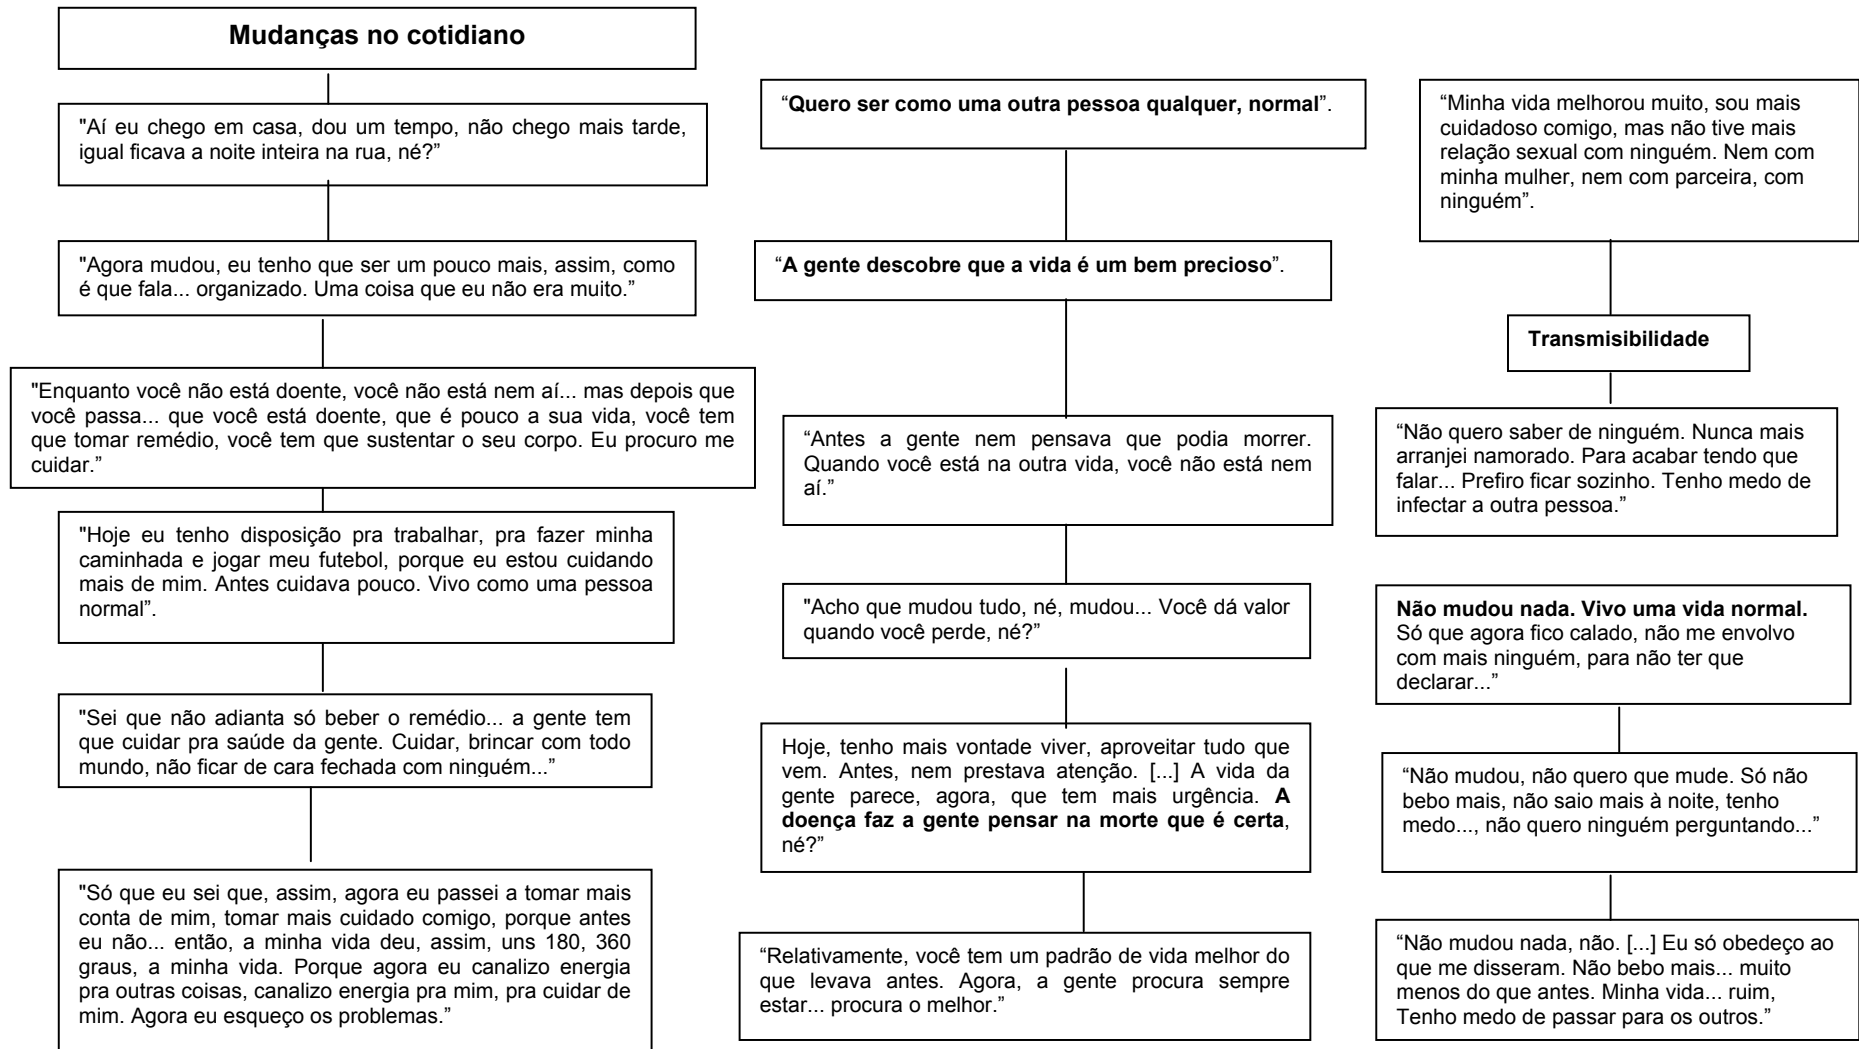 Mudanças no cotidiano
"Aí eu chego em casa, dou um tempo, não chego mais tarde,
igual ficava a noite inteira na rua, né?”
"Agora mudou, eu tenho que ser um pouco mais, assim, como
é que fala... organizado. Uma coisa que eu não era muito.”
"Enquanto você não está doente, você não está nem aí... mas depois que
você passa... que você está doente, que é pouco a sua vida, você tem
que tomar remédio, você tem que sustentar o seu corpo. Eu procuro me
cuidar.”
"Hoje eu tenho disposição pra trabalhar, pra fazer minha
caminhada e jogar meu futebol, porque eu estou cuidando
mais de mim. Antes cuidava pouco. Vivo como uma pessoa
normal”.
"Sei que não adianta só beber o remédio... a gente tem
que cuidar pra saúde da gente. Cuidar, brincar com todo
mundo, não ficar de cara fechada com ninguém...”
"Só que eu sei que, assim, agora eu passei a tomar mais
conta de mim, tomar mais cuidado comigo, porque antes
eu não... então, a minha vida deu, assim, uns 180, 360
graus, a minha vida. Porque agora eu canalizo energia
pra outras coisas, canalizo energia pra mim, pra cuidar de
mim. Agora eu esqueço os problemas.”
“Quero ser como uma outra pessoa qualquer, normal”.
“A gente descobre que a vida é um bem precioso”.
“Antes a gente nem pensava que podia morrer.
Quando você está na outra vida, você não está nem
aí.”
"Acho que mudou tudo, né, mudou... Você dá valor
quando você perde, né?”
Hoje, tenho mais vontade viver, aproveitar tudo que
vem. Antes, nem prestava atenção. [...] A vida da
gente parece, agora, que tem mais urgência. A
doença faz a gente pensar na morte que é certa,
né?”
“Relativamente, você tem um padrão de vida melhor do
que levava antes. Agora, a gente procura sempre
estar... procura o melhor.”
“Minha vida melhorou muito, sou mais
cuidadoso comigo, mas não tive mais
relação sexual com ninguém. Nem com
minha mulher, nem com parceira, com
ninguém”.
Transmisibilidade
“Não quero saber de ninguém. Nunca mais
arranjei namorado. Para acabar tendo que
falar... Prefiro ficar sozinho. Tenho medo de
infectar a outra pessoa.”
Não mudou nada. Vivo uma vida normal.
Só que agora fico calado, não me envolvo
com mais ninguém, para não ter que
declarar...”
“Não mudou, não quero que mude. Só não
bebo mais, não saio mais à noite, tenho
medo..., não quero ninguém perguntando...”
“Não mudou nada, não. [...] Eu só obedeço ao
que me disseram. Não bebo mais... muito
menos do que antes. Minha vida... ruim,
Tenho medo de passar para os outros.”